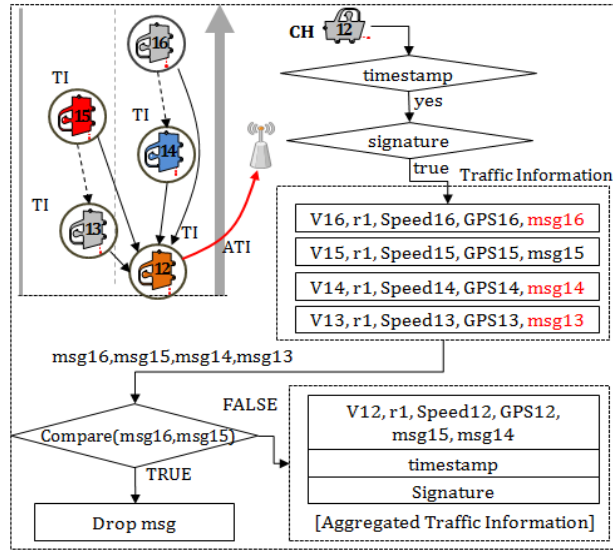 16
TI
TI
15
14
TI
TI
13
12
ATI
CH
12
timestamp
yes
signature
true
Traffic Information
V16, r1, Speed16, GPS16, msg16
V15, r1, Speed15, GPS15, msg15
V14, r1, Speed14, GPS14, msg14
V13, r1, Speed13, GPS13, msg13
msg16,msg15,msg14,msg13
Compare(msg16,msg15)
FALSE
TRUE
Drop msg
V12, r1, Speed12, GPS12,
msg15, msg14
timestamp
Signature
[Aggregated Traffic Information]